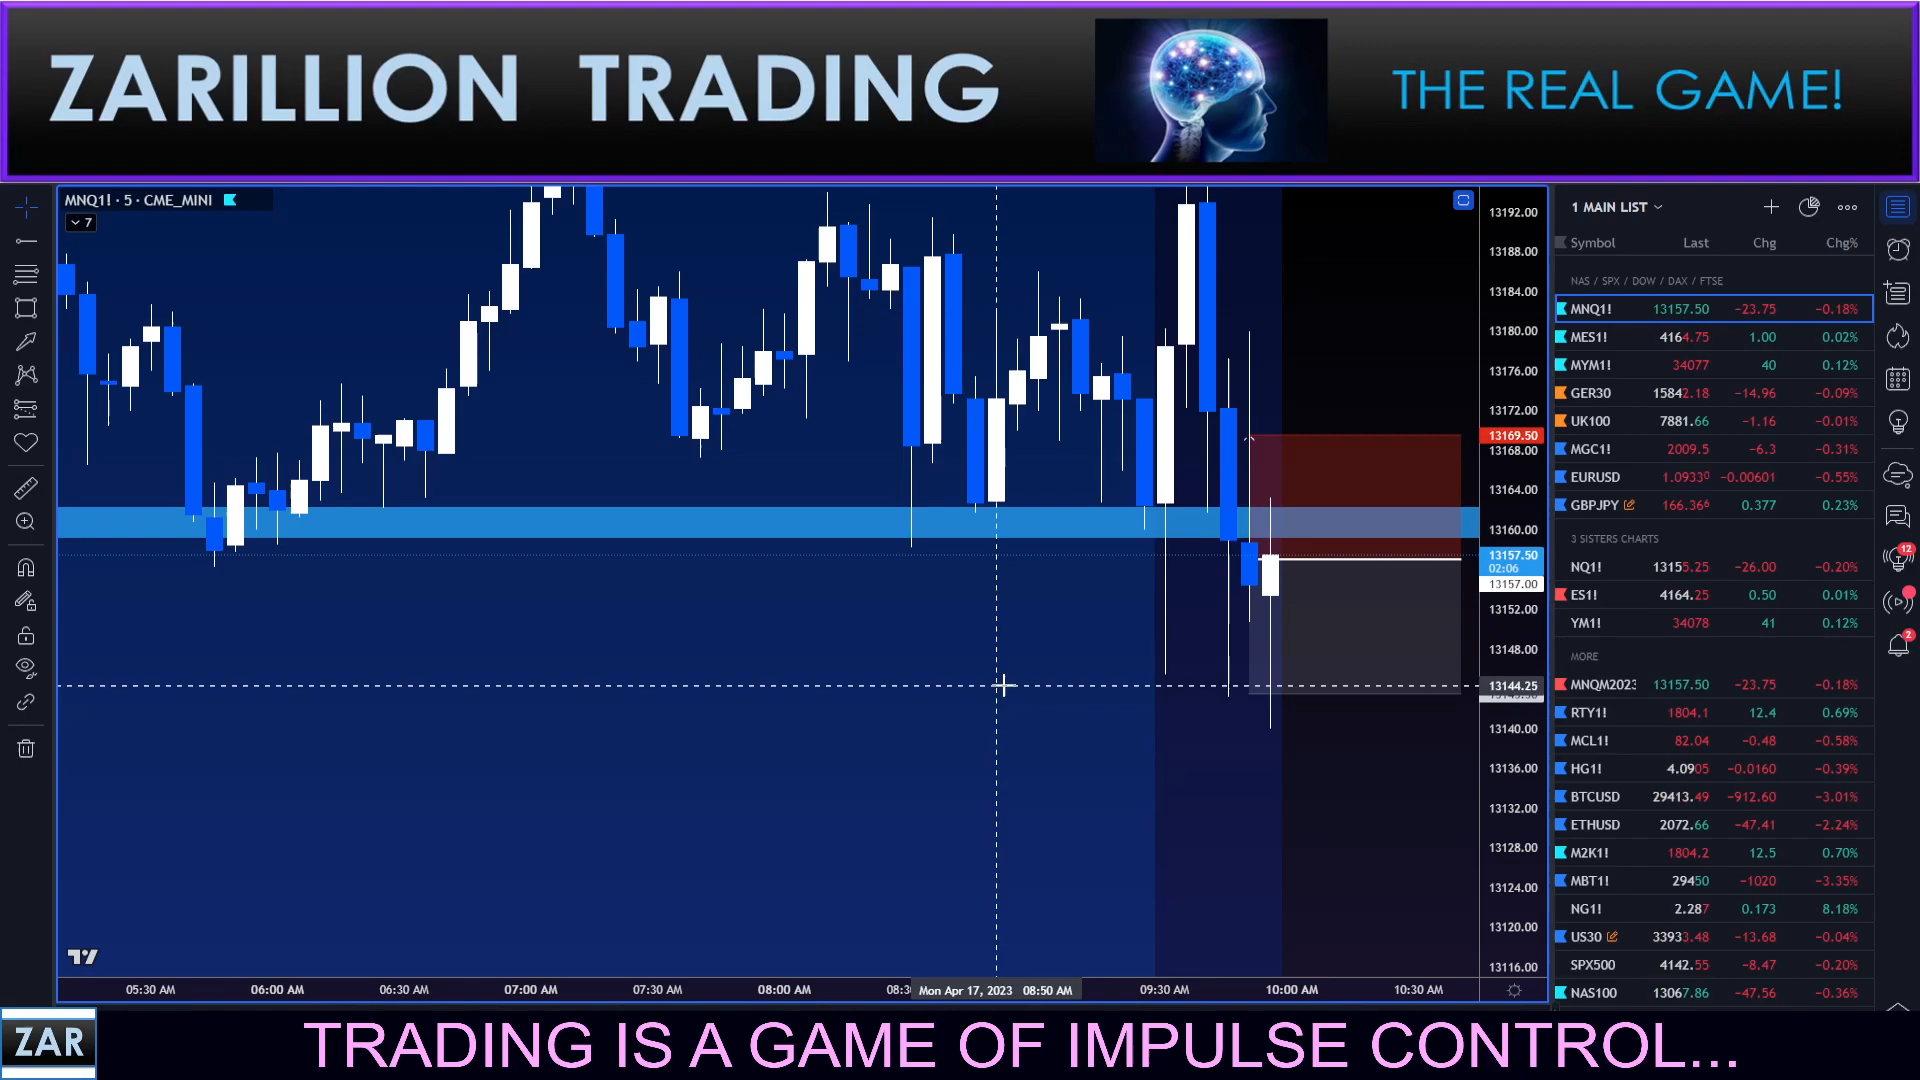 ZARILLION TRADING
THE REAL GAME!
MNQ1! · 5 · CME_MINI
7
13192.00
13188.00
13184.00
13180.00
13176.00
13172.00
13169.50
13168.00
13164.00
13160.00
13157.50
02:06
13157.00
13152.00
13148.00
13144.25
13140.00
13136.00
13132.00
13128.00
13124.00
13120.00
13116.00
05:30 AM 06:00 AM 06:30 AM 07:00 AM 07:30 AM 08:00 AM 08:3 Mon Apr 17, 2023 08:50 AM 09:30 AM 10:00 AM 10:30 AM
1 MAIN LIST
Symbol Last Chg Chg%
NAS / SPX / DOW / DAX / FTSE
MNQ1! 13157.50 −23.75 −0.18%
MES1! 4164.75 1.00 0.02%
MYM1! 34077 40 0.12%
GER30 15842.18 −14.96 −0.09%
UK100 7881.66 −1.16 −0.01%
MGC1! 2009.5 −6.3 −0.31%
EURUSD 1.09330 −0.00601 −0.55%
GBPJPY 166.366 0.377 0.23%
3 SISTERS CHARTS
NQ1! 13155.25 −26.00 −0.20%
ES1! 4164.25 0.50 0.01%
YM1! 34078 41 0.12%
MORE
MNQM2023 13157.50 −23.75 −0.18%
RTY1! 1804.1 12.4 0.69%
MCL1! 82.04 −0.48 −0.58%
HG1! 4.0905 −0.0160 −0.39%
BTCUSD 29413.49 −912.60 −3.01%
ETHUSD 2072.66 −47.41 −2.24%
M2K1! 1804.2 12.5 0.70%
MBT1! 29450 −1020 −3.35%
NG1! 2.287 0.173 8.18%
US30 33933.48 −13.68 −0.04%
SPX500 4142.55 −8.47 −0.20%
NAS100 13067.86 −47.56 −0.36%
12
2
ZAR
TRADING IS A GAME OF IMPULSE CONTROL...